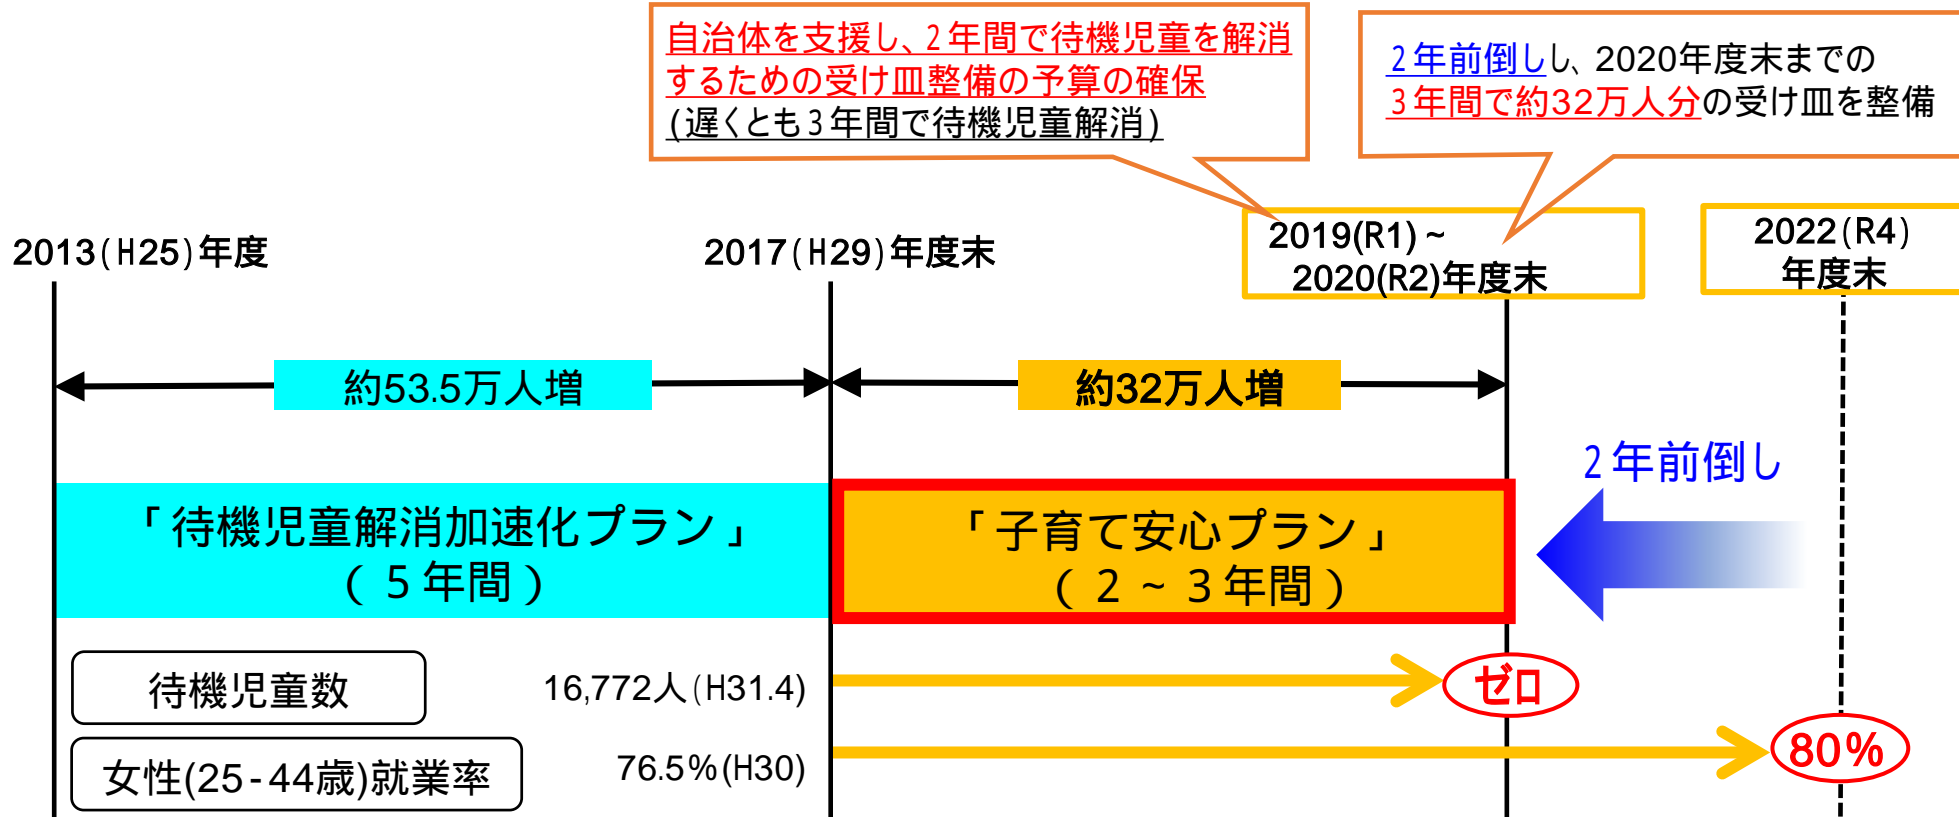 自治体を支援し、2年間で待機児童を解消
するための受け皿整備の予算の確保
(遅くとも3年間で待機児童解消)
2年前倒しし、2020年度末までの
3年間で約32万人分の受け皿を整備
2013(H25)年度
2017(H29)年度末
2019(R1)~
2020(R2)年度末
2022(R4)
年度末
約53.5万人増
約32万人増
2年前倒し
「待機児童解消加速化プラン」
(5年間)
「子育て安心プラン」
(2~3年間)
待機児童数
16,772人(H31.4)
ゼロ
女性(25-44歳)就業率
76.5%(H30)
80%